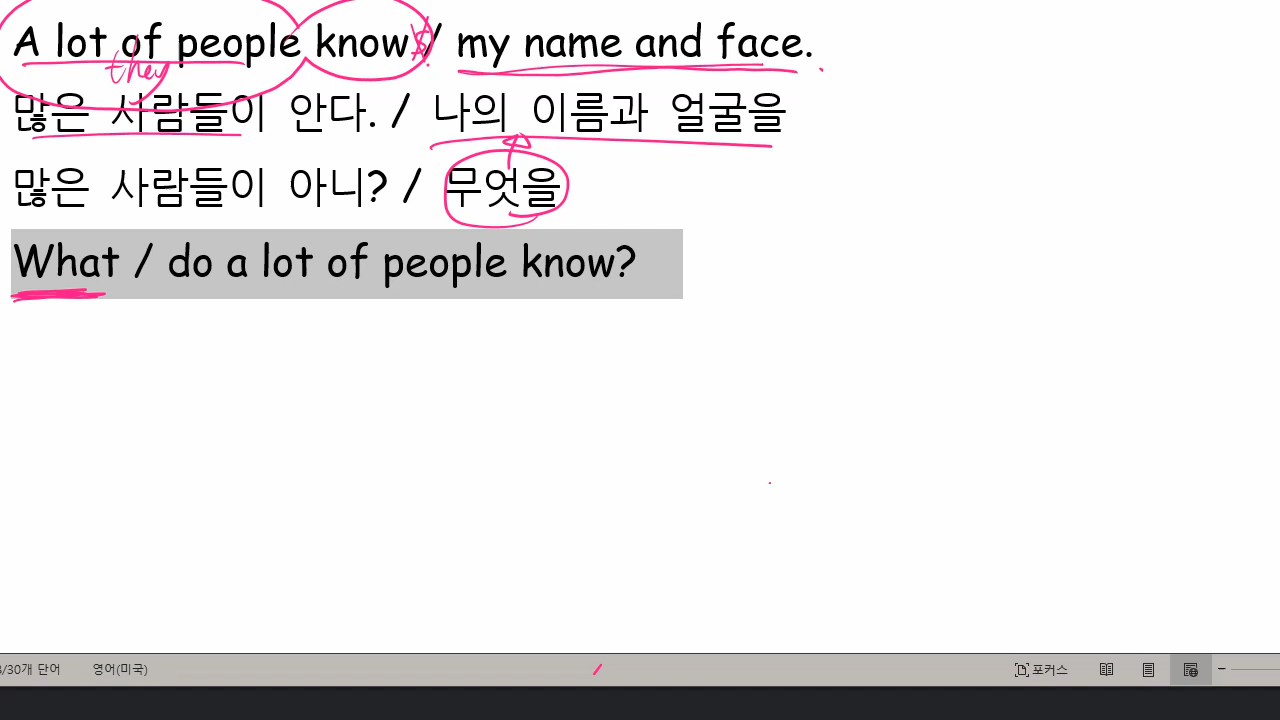 A lot of people know / my name and face.
they
많은 사람들이 안다. / 나의 이름과 얼굴을
많은 사람들이 아니? / 무엇을
What / do a lot of people know?
/30개 단어 영어(미국) 포커스